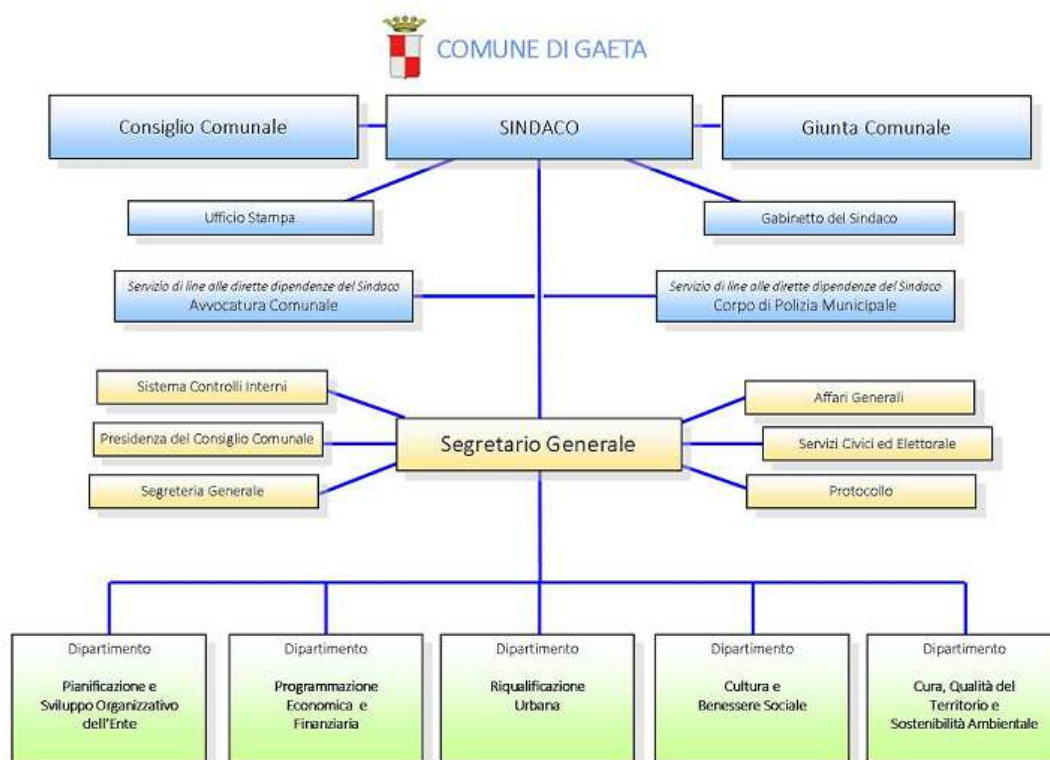 COMUNE DI GAETA
Consiglio Comunale
SINDACO
Giunta Comunale
Ufficio Stampa
Gabinetto del Sindaco
Servizio di line alle dirette dipendenze del Sindaco
Avvocatura Comunale
Servizio di line alle dirette dipendenze del Sindaco
Corpo di Polizia Municipale
Sistema Controlli Interni
Presidenza del Consiglio Comunale
Segreteria Generale
Segretario Generale
Affari Generali
Servizi Civici ed Elettorale
Protocollo
Dipartimento
Pianificazione e
Sviluppo Organizzativo
dell'Ente
Dipartimento
Programmazione
Economica e
Finanziaria
Dipartimento
Riqualificazione
Urbana
Dipartimento
Cultura e
Benessere Sociale
Dipartimento
Cura, Qualità del
Territorio e
Sostenibilità Ambientale